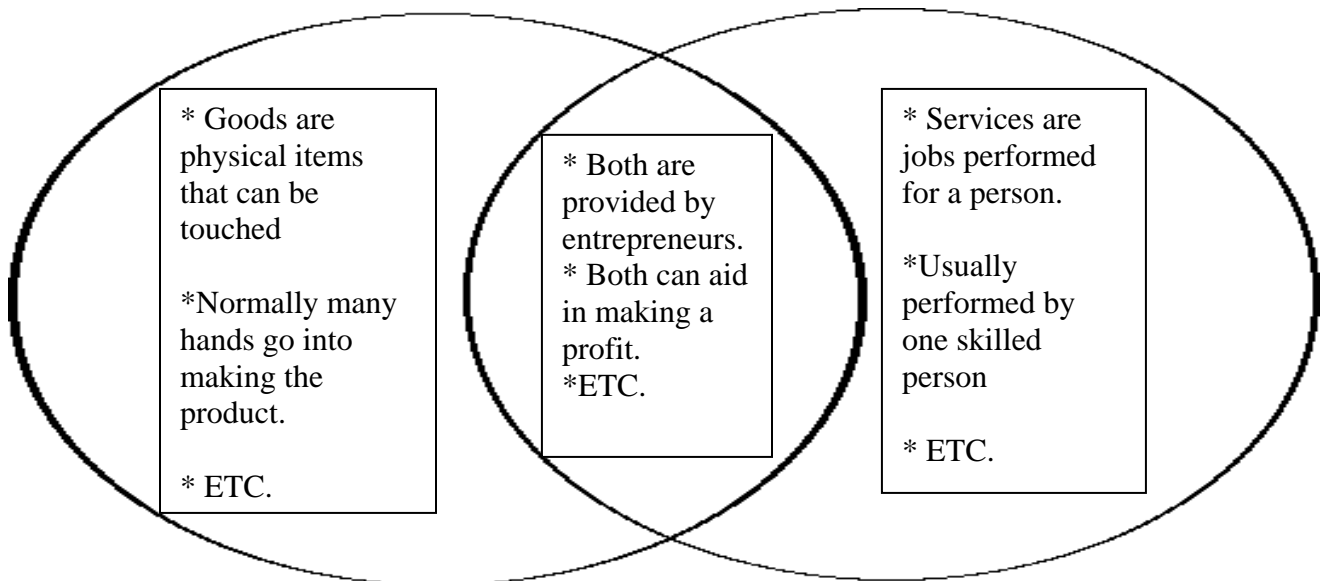 * Goods are
physical items
that can be
touched
*Normally many
hands go into
making the
product.
* ETC.
* Both are
provided by
entrepreneurs.
* Both can aid
in making a
profit.
*ETC.
* Services are
jobs performed
for a person.
*Usually
performed by
one skilled
person
* ETC.